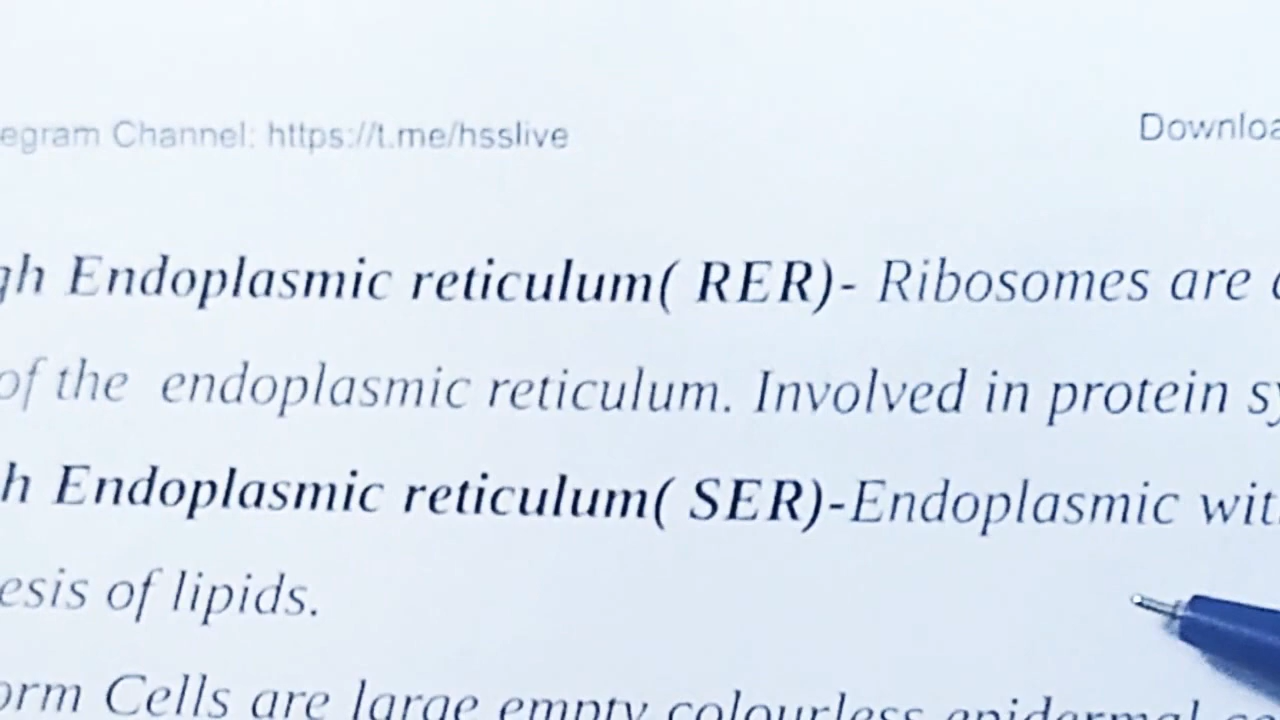 egram Channel: https://t.me/hsslive Downloa
gh Endoplasmic reticulum( RER)- Ribosomes are
of the endoplasmic reticulum. Involved in protein sy
h Endoplasmic reticulum( SER)-Endoplasmic wit
esis of lipids.
orm Cells are large empty colourless epidermal